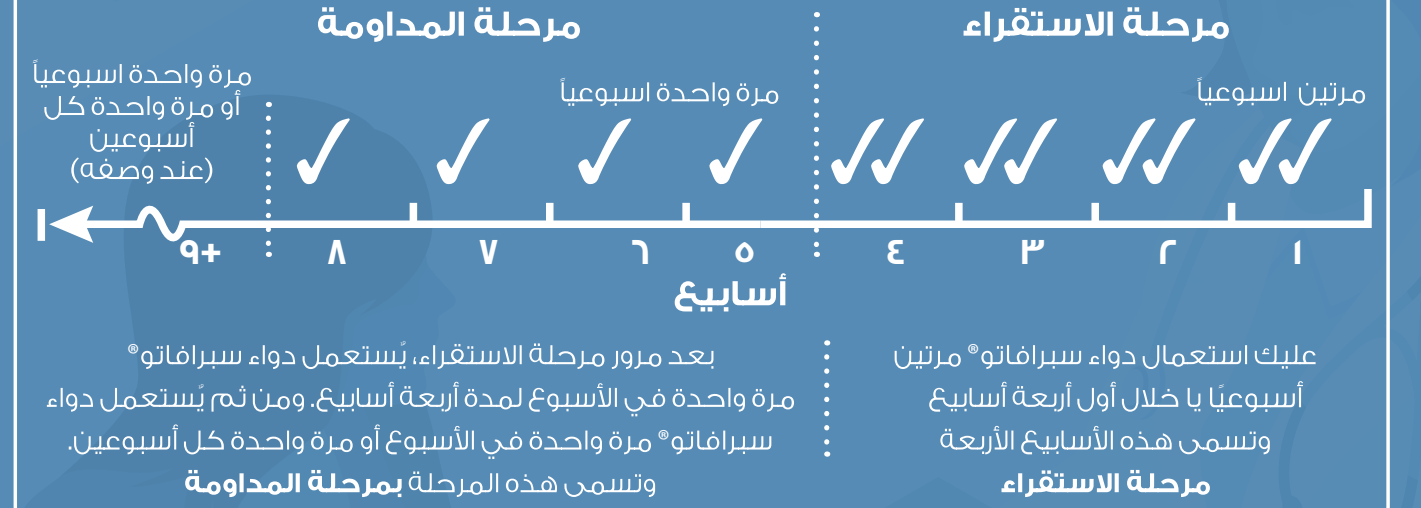 مرحلة الاستقراء
مرتين اسبوعياً
مرحلة المداومة
مرة واحدة اسبوعياً
مرة واحدة اسبوعياً
أو مرة واحدة كل
أسبوعين
(عند وصفه)
١ ٢ ٣ ٤ ٥ ٦ ٧ ٨ +٩
أسابيع
عليك استعمال دواء سبرافاتو® مرتين
أسبوعيًا يا خلال أول أربعة أسابيع
وتسمى هذه الأسابيع الأربعة
مرحلة الاستقراء
بعد مرور مرحلة الاستقراء، يُستعمل دواء سبرافاتو®
مرة واحدة في الأسبوع لمدة أربعة أسابيع. ومن ثم يُستعمل دواء
سبرافاتو® مرة واحدة في الأسبوع أو مرة واحدة كل أسبوعين.
وتسمى هذه المرحلة بمرحلة المداومة